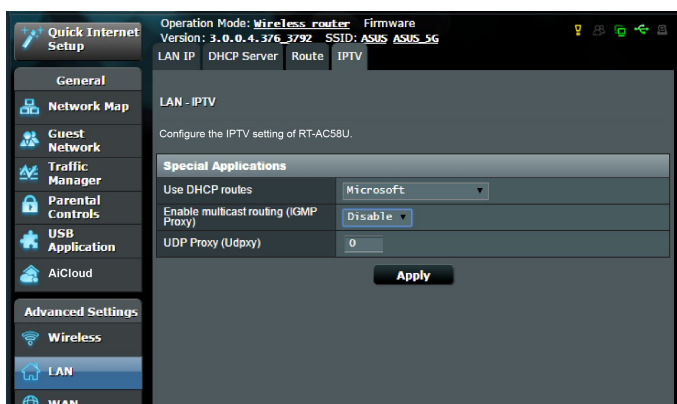 Quick Internet
Setup
Operation Mode: Wireless router Firmware
Version: 3.0.0.4.376_3792 SSID: ASUS ASUS_5G
LAN IP DHCP Server Route IPTV
General
Network Map
Guest
Network
Traffic
Manager
Parental
Controls
USB
Application
AiCloud
Advanced Settings
Wireless
LAN
WAN
LAN - IPTV
Configure the IPTV setting of RT-AC58U.
Special Applications
Use DHCP routes Microsoft
Enable multicast routing (IGMP
Proxy) Disable
UDP Proxy (Udpxy) 0
Apply